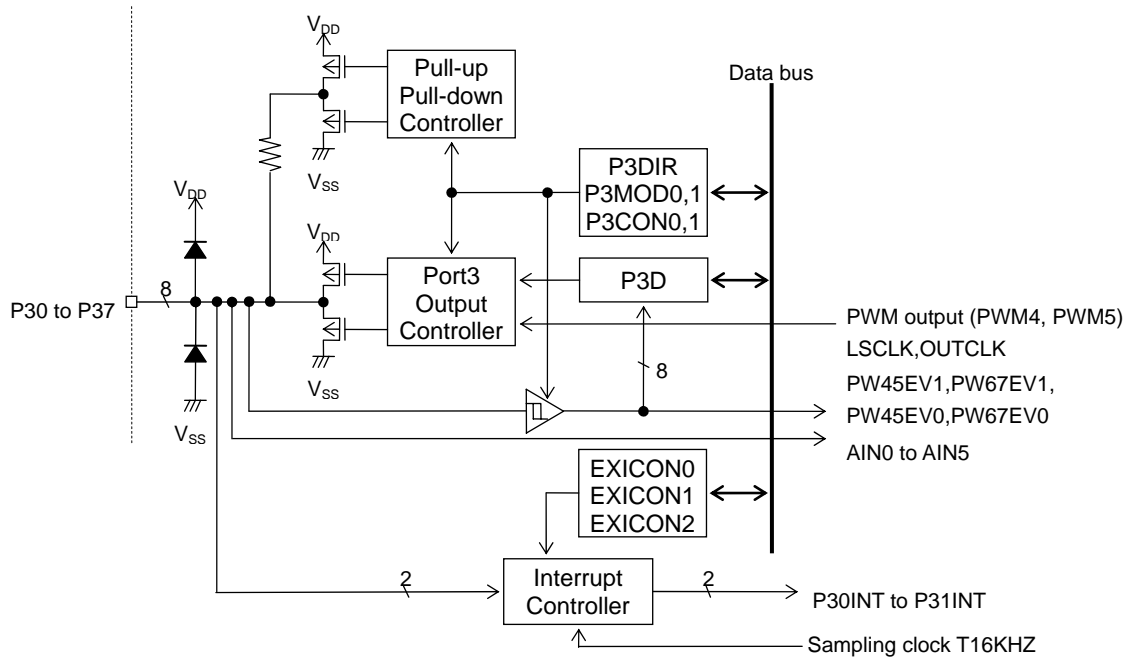 VDD
Pull-up
Pull-down
Controller
Data bus
VSS
P3DIR
P3MOD0,1
P3CON0,1
VDD
VDD
8
P30 to P37
Port3
Output
Controller
P3D
PWM output (PWM4, PWM5)
LSCLK,OUTCLK
8
VSS
PW45EV1,PW67EV1,
PW45EV0,PW67EV0
VSS
AIN0 to AIN5
EXICON0
EXICON1
EXICON2
2
Interrupt
Controller
2
P30INT to P31INT
Sampling clock T16KHZ